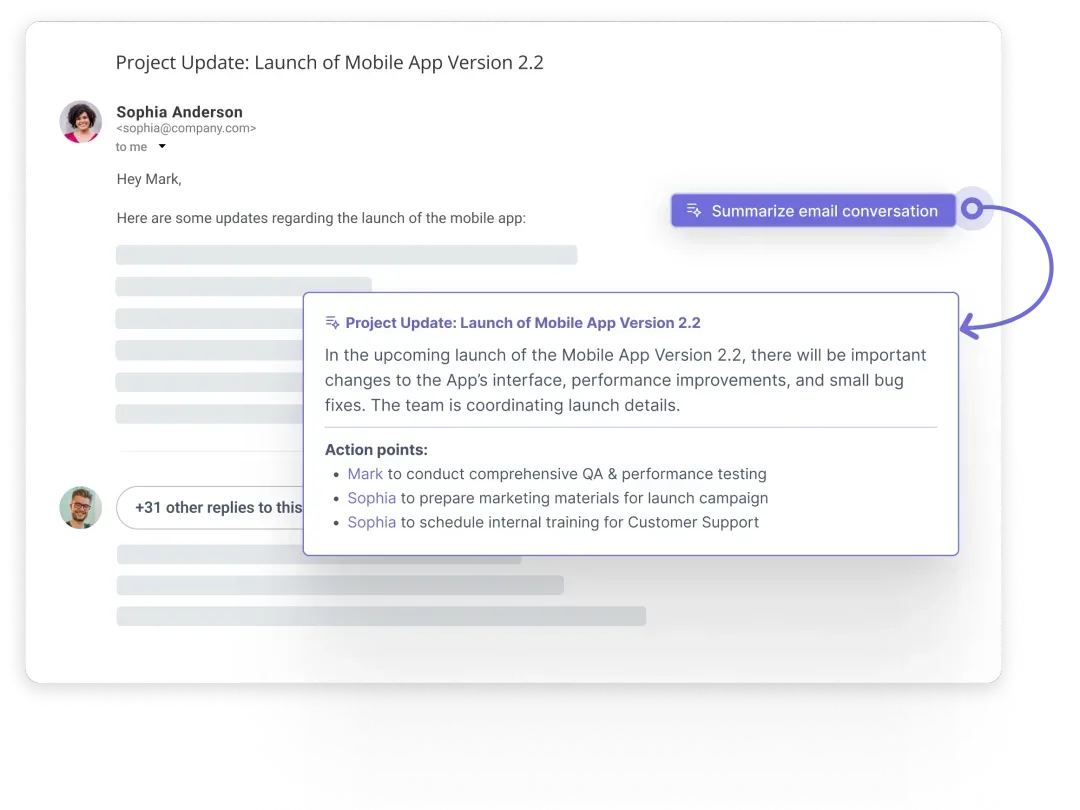 Project Update: Launch of Mobile App Version 2.2
Sophia Anderson
<sophia@company.com>
to me
Hey Mark,
Here are some updates regarding the launch of the mobile app:
Summarize email conversation
Project Update: Launch of Mobile App Version 2.2
In the upcoming launch of the Mobile App Version 2.2, there will be important
changes to the App’s interface, performance improvements, and small bug
fixes. The team is coordinating launch details.
Action points:
• Mark to conduct comprehensive QA & performance testing
• Sophia to prepare marketing materials for launch campaign
• Sophia to schedule internal training for Customer Support
+31 other replies to this